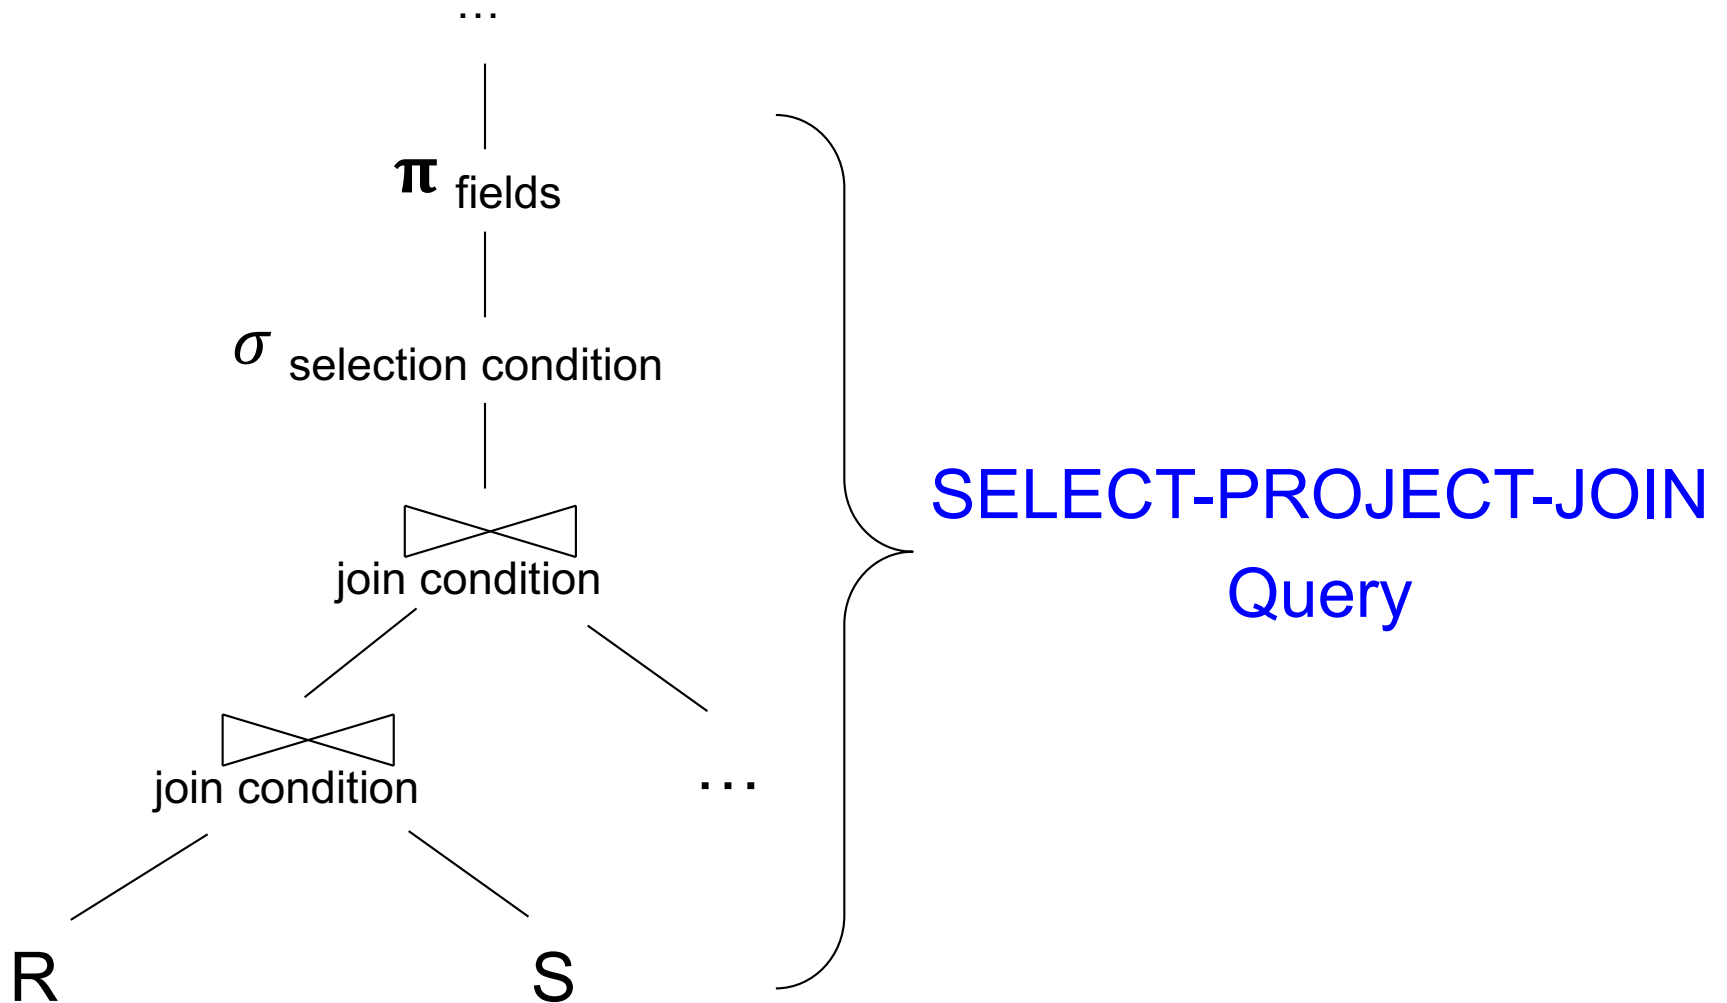 ...
π fields
σ selection condition
join condition
join condition
...
R S
SELECT-PROJECT-JOIN
Query